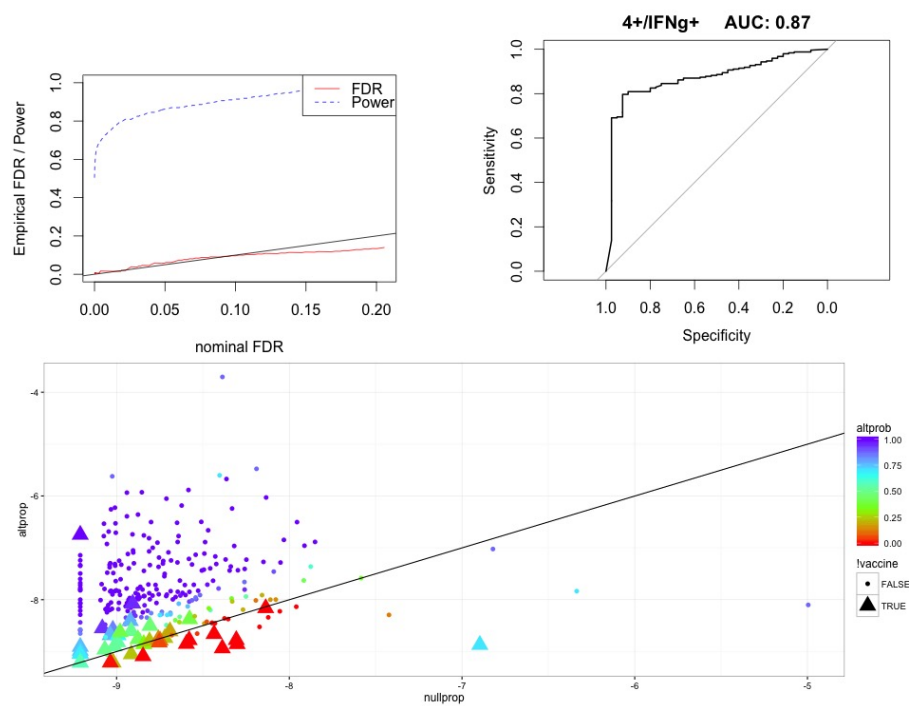 4+/IFNg+ AUC: 0.87
Empirical FDR / Power
1.0
0.8
0.6
0.4
0.2
0.0
FDR
Power
0.00 0.05 0.10 0.15 0.20
nominal FDR
Sensitivity
1.0
0.8
0.6
0.4
0.2
0.0
1.0 0.8 0.6 0.4 0.2 0.0
Specificity
altprop
-4
-6
-8
-9 -8 -7 -6 -5
nullprop
altprob
1.00
0.75
0.50
0.25
0.00
!vaccine
FALSE
TRUE